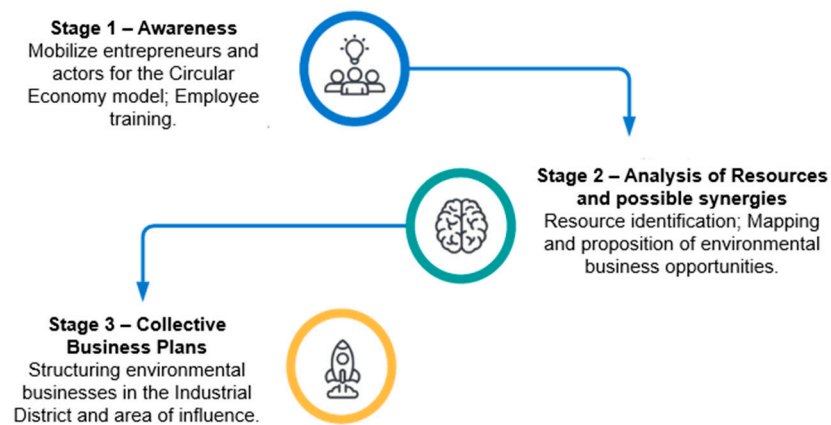 Stage 1 – Awareness
Mobilize entrepreneurs and
actors for the Circular
Economy model; Employee
training.
Stage 2 – Analysis of Resources
and possible synergies
Resource identification; Mapping
and proposition of environmental
business opportunities.
Stage 3 – Collective
Business Plans
Structuring environmental
businesses in the Industrial
District and area of influence.